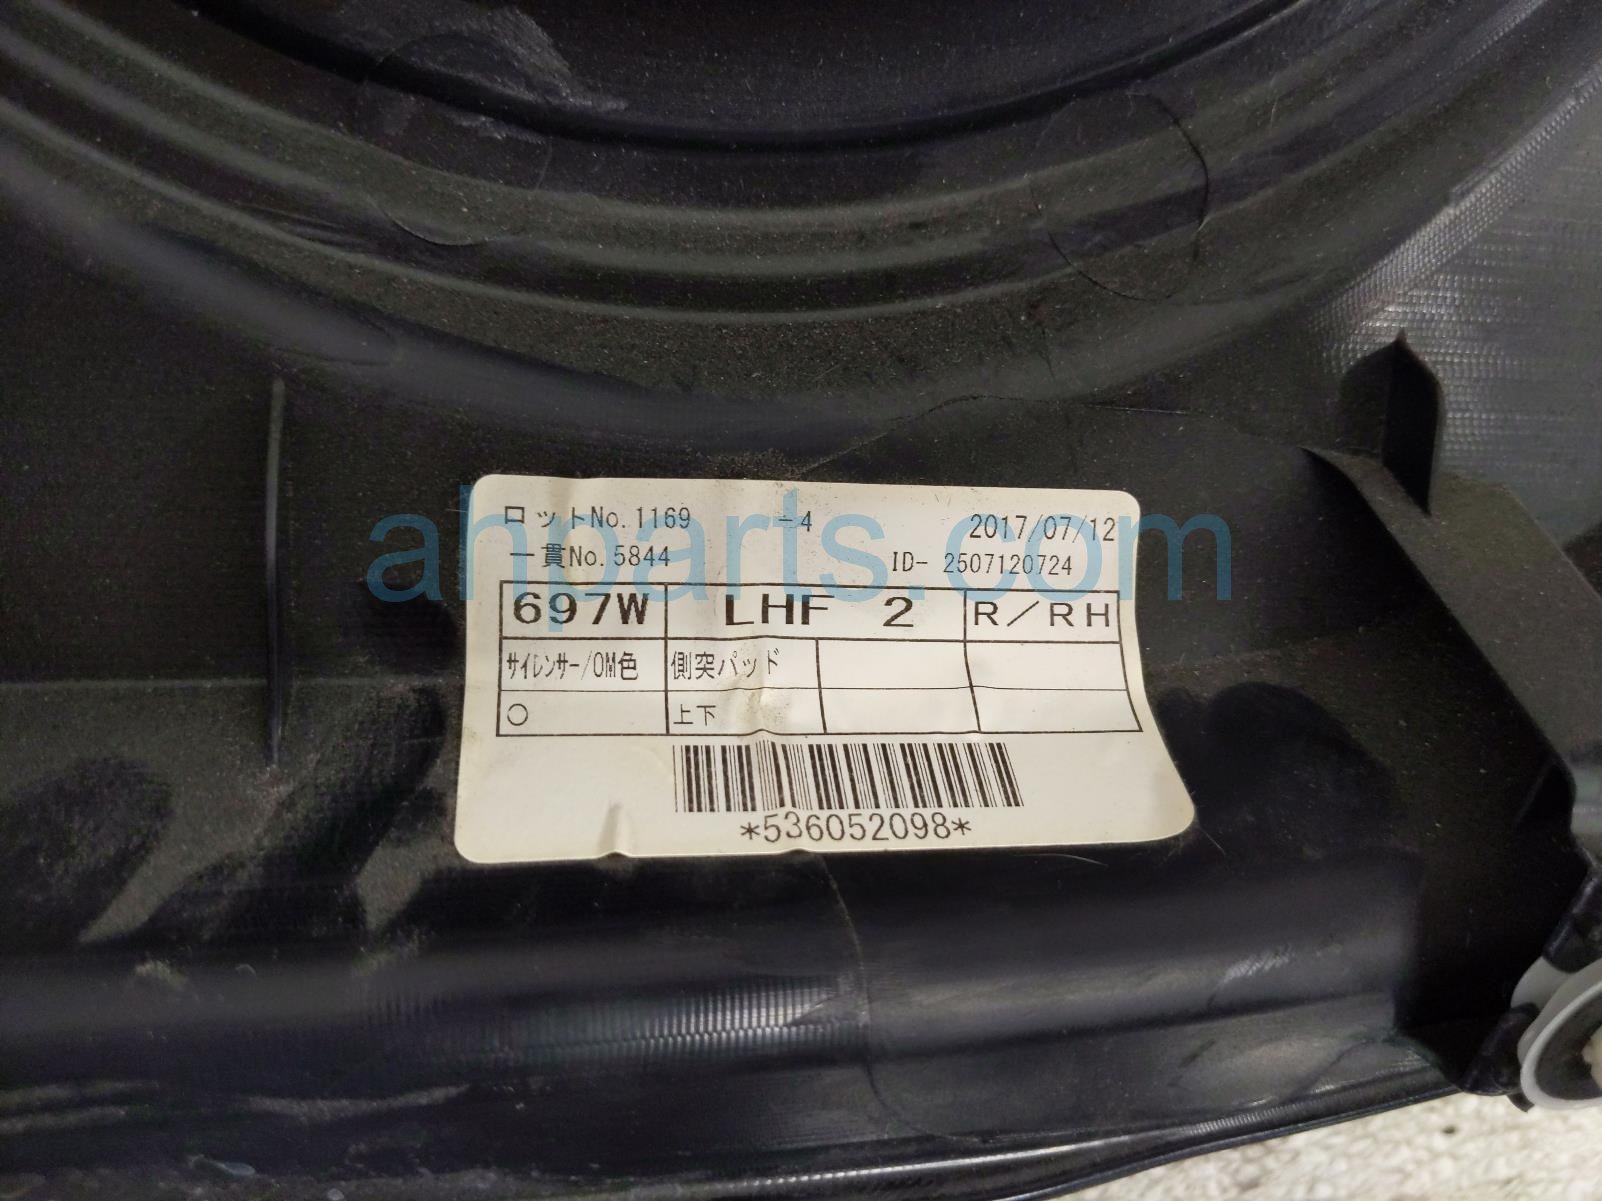 ロットNo.1169 -4 2017/07/12
一貫No.5844 ID- 2507120724
697W LHF 2 R/RH
サイレンサー/OM色 側突パッド
○ 上下
*536052098*
ahparts.com